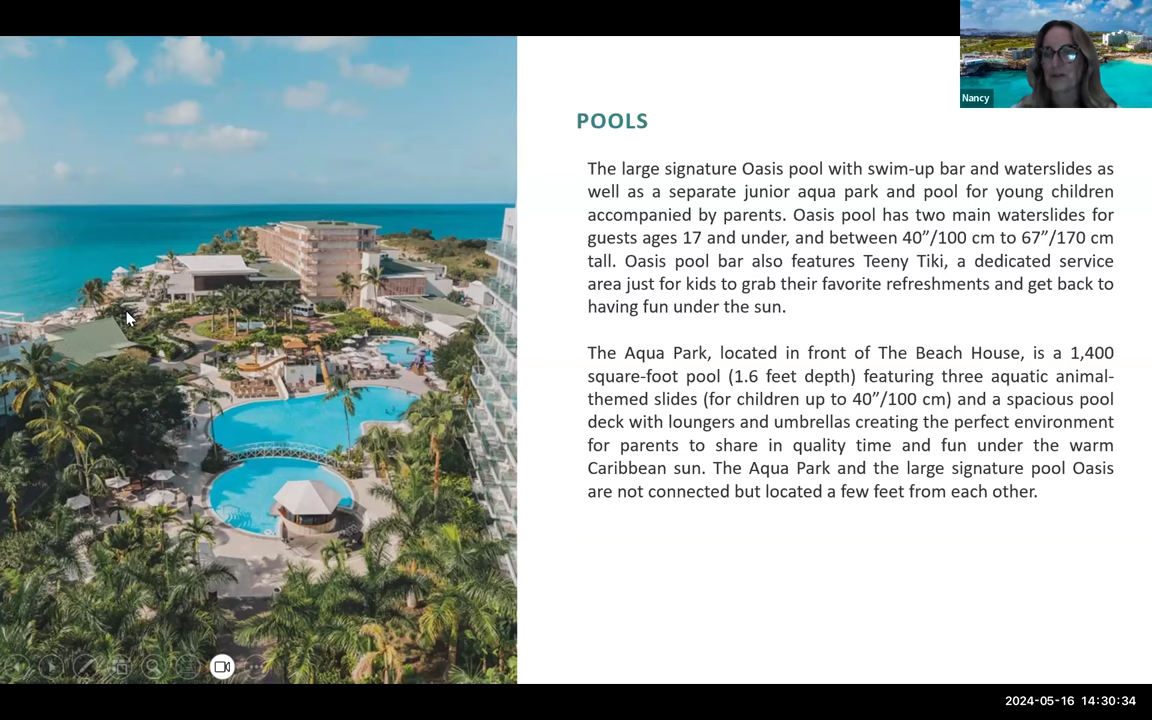 Nancy
POOLS
The large signature Oasis pool with swim-up bar and waterslides as
well as a separate junior aqua park and pool for young children
accompanied by parents. Oasis pool has two main waterslides for
guests ages 17 and under, and between 40”/100 cm to 67”/170 cm
tall. Oasis pool bar also features Teeny Tiki, a dedicated service
area just for kids to grab their favorite refreshments and get back to
having fun under the sun.
The Aqua Park, located in front of The Beach House, is a 1,400
square-foot pool (1.6 feet depth) featuring three aquatic animal-
themed slides (for children up to 40”/100 cm) and a spacious pool
deck with loungers and umbrellas creating the perfect environment
for parents to share in quality time and fun under the warm
Caribbean sun. The Aqua Park and the large signature pool Oasis
are not connected but located a few feet from each other.
2024-05-16 14:30:34